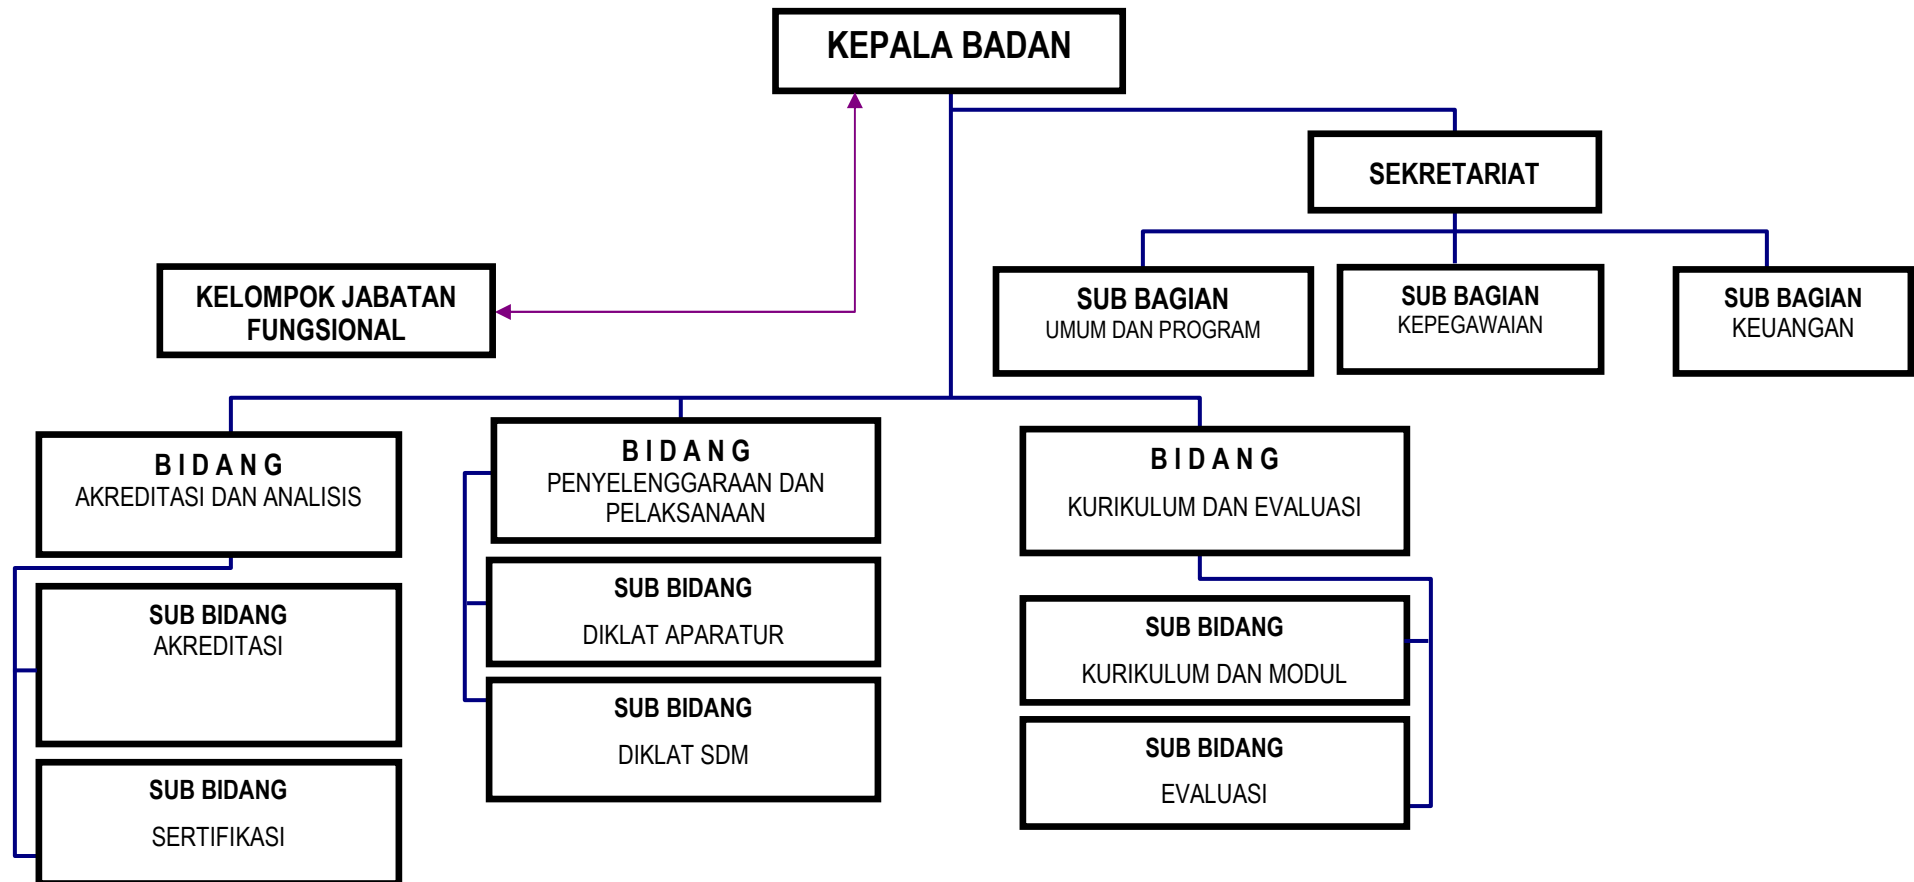 KEPALA BADAN
SEKRETARIAT
KELOMPOK JABATAN
FUNGSIONAL
SUB BAGIAN
UMUM DAN PROGRAM
SUB BAGIAN
KEPEGAWAIAN
SUB BAGIAN
KEUANGAN
B I D A N G
AKREDITASI DAN ANALISIS
B I D A N G
PENYELENGGARAAN DAN
PELAKSANAAN
B I D A N G
KURIKULUM DAN EVALUASI
SUB BIDANG
AKREDITASI
SUB BIDANG
DIKLAT APARATUR
SUB BIDANG
KURIKULUM DAN MODUL
SUB BIDANG
SERTIFIKASI
SUB BIDANG
DIKLAT SDM
SUB BIDANG
EVALUASI